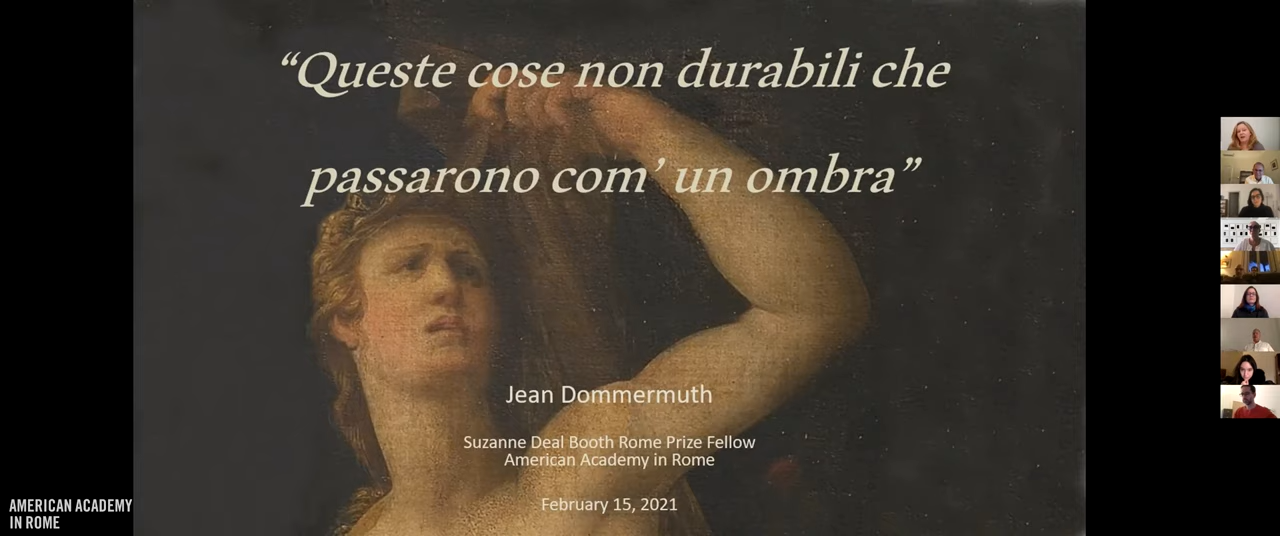 “Queste cose non durabili che
passarono com’ un ombra”
Jean Dommermuth
Suzanne Deal Booth Rome Prize Fellow
American Academy in Rome
February 15, 2021
AMERICAN ACADEMY
IN ROME